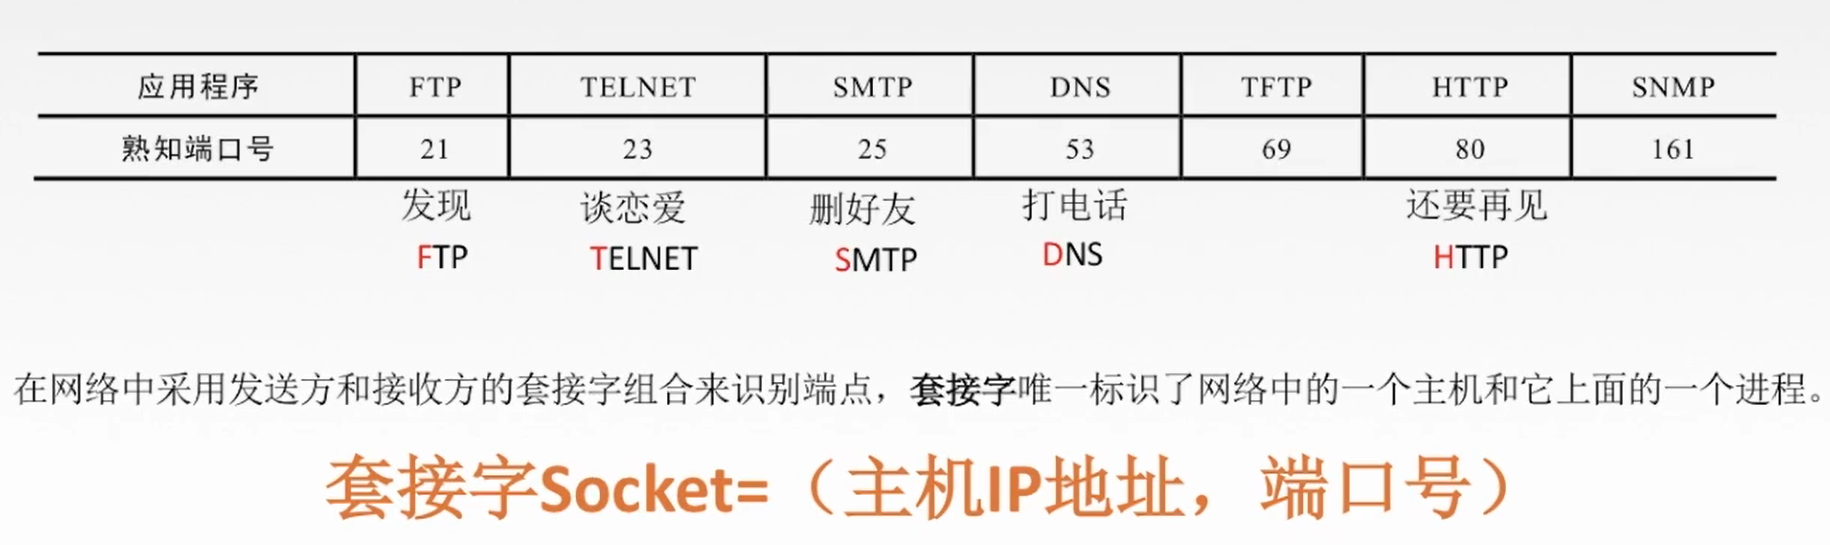 应用程序 FTP TELNET SMTP DNS TFTP HTTP SNMP
熟知端口号 21 23 25 53 69 80 161
发现 谈恋爱 删好友 打电话 还要再见
FTP TELNET SMTP DNS HTTP
在网络中采用发送方和接收方的套接字组合来识别端点，套接字唯一标识了网络中的一个主机和它上面的一个进程。
套接字Socket=（主机IP地址，端口号）